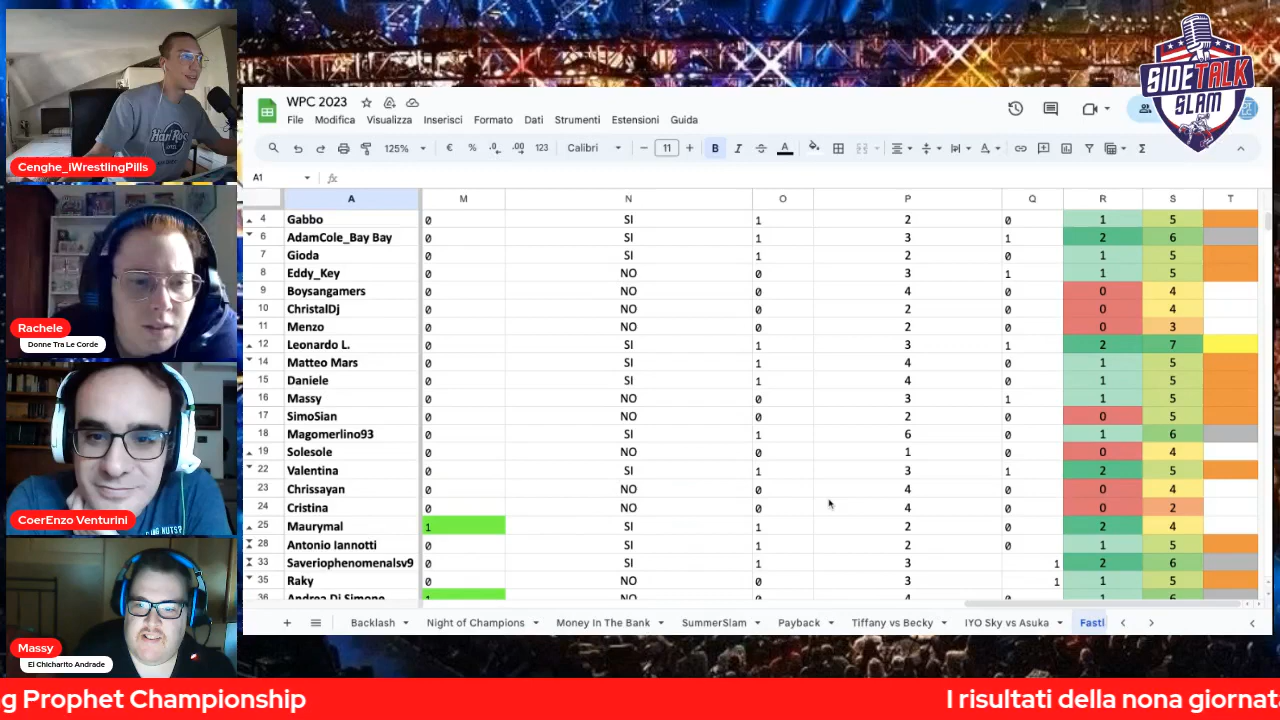 Cenghe_iWrestlingPills
Rachele
Donne Tra Le Corde
CoerEnzo Venturini
Massy
El Chicharito Andrade
SIDETALK
SLAM
WPC 2023
File Modifica Visualizza Inserisci Formato Dati Strumenti Estensioni Guida
125% € % .0 .00 123 Calibri 11 B I A Σ
A1 fx
A M N O P Q R S T
4 Gabbo 0 SI 1 2 0 1 5
6 AdamCole_Bay Bay 0 SI 1 3 1 2 6
7 Gioda 0 SI 1 2 0 1 5
8 Eddy_Key 0 NO 0 3 1 1 5
9 Boysangamers 0 NO 0 4 0 0 4
10 ChristalDj 0 NO 0 2 0 0 4
11 Menzo 0 NO 0 2 0 0 3
12 Leonardo L. 0 SI 1 3 1 2 7
14 Matteo Mars 0 SI 1 4 0 1 5
15 Daniele 0 SI 1 4 0 1 5
16 Massy 0 NO 0 3 1 1 5
17 SimoSian 0 NO 0 2 0 0 5
18 Magomerlino93 0 SI 1 6 0 1 6
19 Solesole 0 NO 0 1 0 0 4
22 Valentina 0 SI 1 3 1 2 5
23 Chrissayan 0 NO 0 4 0 0 4
24 Cristina 0 NO 0 4 0 0 2
25 Maurymal 1 SI 1 2 0 2 4
28 Antonio Iannotti 0 SI 1 2 0 1 5
33 Saveriophenomenalsv9 0 SI 1 3 1 2 6
35 Raky 0 NO 0 3 1 1 5
36 Andrea Di Simone 1 NO 0 4 0 1 6
Backlash Night of Champions Money In The Bank SummerSlam Payback Tiffany vs Becky IYO Sky vs Asuka Fastl
g Prophet Championship I risultati della nona giornat